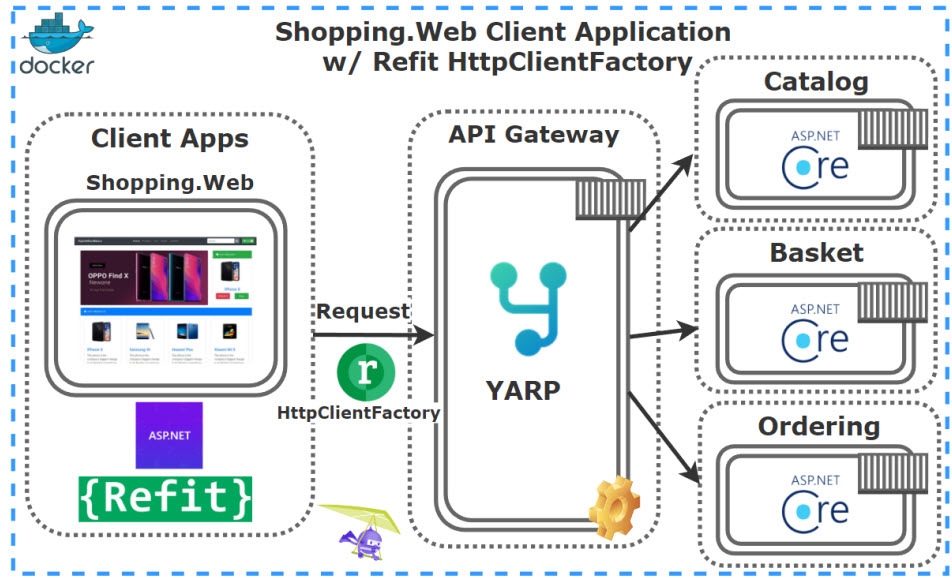 docker
Shopping.Web Client Application
w/ Refit HttpClientFactory
Client Apps
Shopping.Web
OPPO Find X
Newone
ASP.NET
{Refit}
Request
r
HttpClientFactory
API Gateway
YARP
Catalog
ASP.NET
Core
Basket
ASP.NET
Core
Ordering
ASP.NET
Core